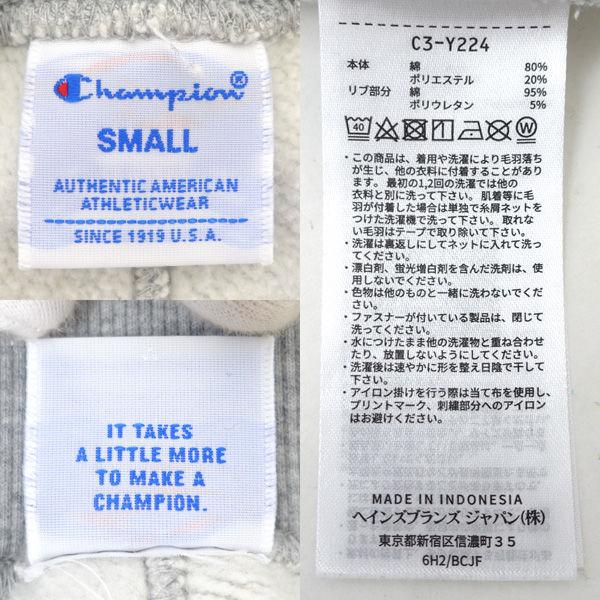 Champion®
SMALL
AUTHENTIC AMERICAN
ATHLETICWEAR
SINCE 1919 U.S.A.
IT TAKES
A LITTLE MORE
TO MAKE A
CHAMPION.
C3-Y224
本体 綿 80%
ポリエステル 20%
リブ部分 綿 95%
ポリウレタン 5%
40 W
・この商品は、着用や洗濯により毛羽落ち
が生じ、他の衣料に付着することがあり
ます。最初の1,2回の洗濯では他の
衣料と別に洗って下さい。肌着等に毛
羽が付着した場合は単独で糸屑ネットを
つけた洗濯機で洗って下さい。取れな
い毛羽はテープで取り除いて下さい。
・洗濯は裏返しにしてネットに入れて洗っ
てください。
・漂白剤、蛍光増白剤を含んだ洗剤は、使
用しないでください。
・色物は他のものと一緒に洗わないでくだ
さい。
・ファスナーが付いている製品は、閉じて
洗ってください。
・水につけたまま他の洗濯物と重ね合わせ
たり、放置しないようにしてください。
・洗濯後は速やかに形を整え日陰で干して
下さい。
・アイロン掛けを行う際は当て布を使用し、
プリントマーク、刺繍部分へのアイロン
はお避けください。
MADE IN INDONESIA
ヘインズブランズ ジャパン(株)
東京都新宿区信濃町35
6H2/BCJF